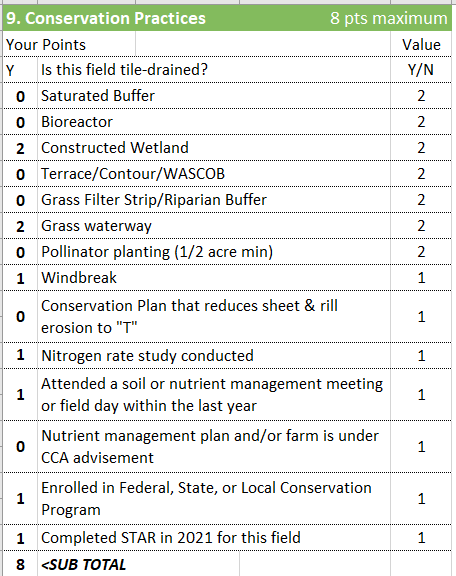 9. Conservation Practices 8 pts maximum
Your Points Value
Y Is this field tile-drained? Y/N
0 Saturated Buffer 2
0 Bioreactor 2
2 Constructed Wetland 2
0 Terrace/Contour/WASCOB 2
0 Grass Filter Strip/Riparian Buffer 2
2 Grass waterway 2
0 Pollinator planting (1/2 acre min) 2
1 Windbreak 1
0 Conservation Plan that reduces sheet & rill
erosion to "T" 1
1 Nitrogen rate study conducted 1
1 Attended a soil or nutrient management meeting
or field day within the last year 1
0 Nutrient management plan and/or farm is under
CCA advisement 1
1 Enrolled in Federal, State, or Local Conservation
Program 1
1 Completed STAR in 2021 for this field 1
8 <SUB TOTAL